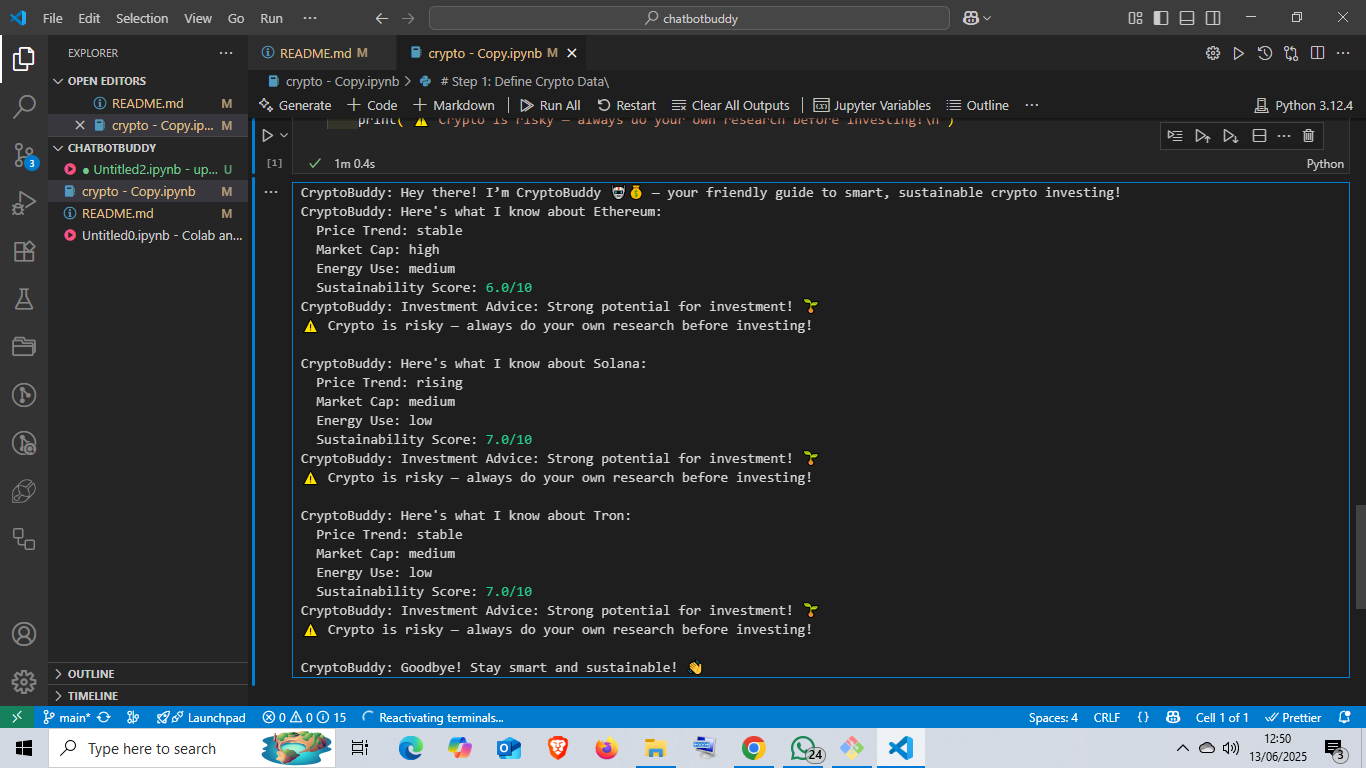 File Edit Selection View Go Run ··· chatbotbuddy
EXPLORER ···
OPEN EDITORS
README.md M
crypto - Copy.ip... M
CHATBOTBUDDY
Untitled2.ipynb - up... U
crypto - Copy.ipynb M
README.md M
Untitled0.ipynb - Colab an...
OUTLINE
TIMELINE
README.md M crypto - Copy.ipynb M
crypto - Copy.ipynb > # Step 1: Define Crypto Data\
Generate + Code + Markdown Run All Restart Clear All Outputs Jupyter Variables Outline ··· Python 3.12.4
print( ⚠️ Crypto is risky — always do your own research before investing!\n )
[1] ✓ 1m 0.4s Python
CryptoBuddy: Hey there! I’m CryptoBuddy 🤖💰 — your friendly guide to smart, sustainable crypto investing!
CryptoBuddy: Here's what I know about Ethereum:
Price Trend: stable
Market Cap: high
Energy Use: medium
Sustainability Score: 6.0/10
CryptoBuddy: Investment Advice: Strong potential for investment! 🌱
⚠️ Crypto is risky — always do your own research before investing!
CryptoBuddy: Here's what I know about Solana:
Price Trend: rising
Market Cap: medium
Energy Use: low
Sustainability Score: 7.0/10
CryptoBuddy: Investment Advice: Strong potential for investment! 🌱
⚠️ Crypto is risky — always do your own research before investing!
CryptoBuddy: Here's what I know about Tron:
Price Trend: stable
Market Cap: medium
Energy Use: low
Sustainability Score: 7.0/10
CryptoBuddy: Investment Advice: Strong potential for investment! 🌱
⚠️ Crypto is risky — always do your own research before investing!
CryptoBuddy: Goodbye! Stay smart and sustainable! 👋
3
main* Launchpad 0 0 15 Reactivating terminals... Spaces: 4 CRLF {} Cell 1 of 1 Prettier
Type here to search 24 12:50
13/06/2025 3